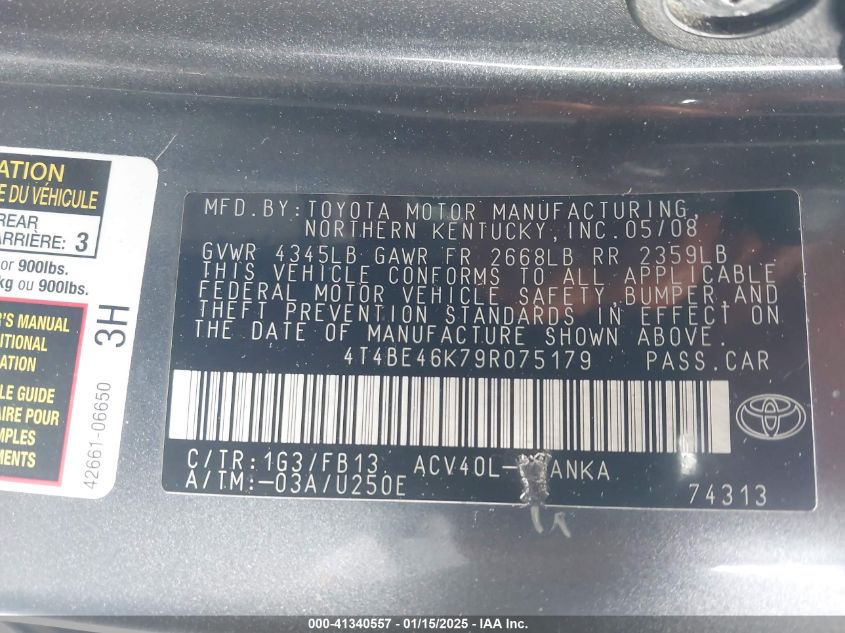 ATION
E DU VÉHICULE
REAR
ARRIÈRE: 3
or 900lbs.
kg ou 900lbs.
R'S MANUAL
DITIONAL
ATION
LE GUIDE
AIRE POUR
MPLES
MENTS
3H
42661-06650
MFD.BY:TOYOTA MOTOR MANUFACTURING,
NORTHERN KENTUCKY,INC.05/08
GVWR 4345LB GAWR FR 2668LB RR 2359LB
THIS VEHICLE CONFORMS TO ALL APPLICABLE
FEDERAL MOTOR VEHICLE SAFETY,BUMPER,AND
THEFT PREVENTION STANDARDS IN EFFECT ON
THE DATE OF MANUFACTURE SHOWN ABOVE.
4T4BE46K79R075179 PASS.CAR
C/TR:1G3/FB13 ACV40L- ANKA
A/TM:-03A/U250E 74313
000-41340557 - 01/15/2025 - IAAI, Inc.